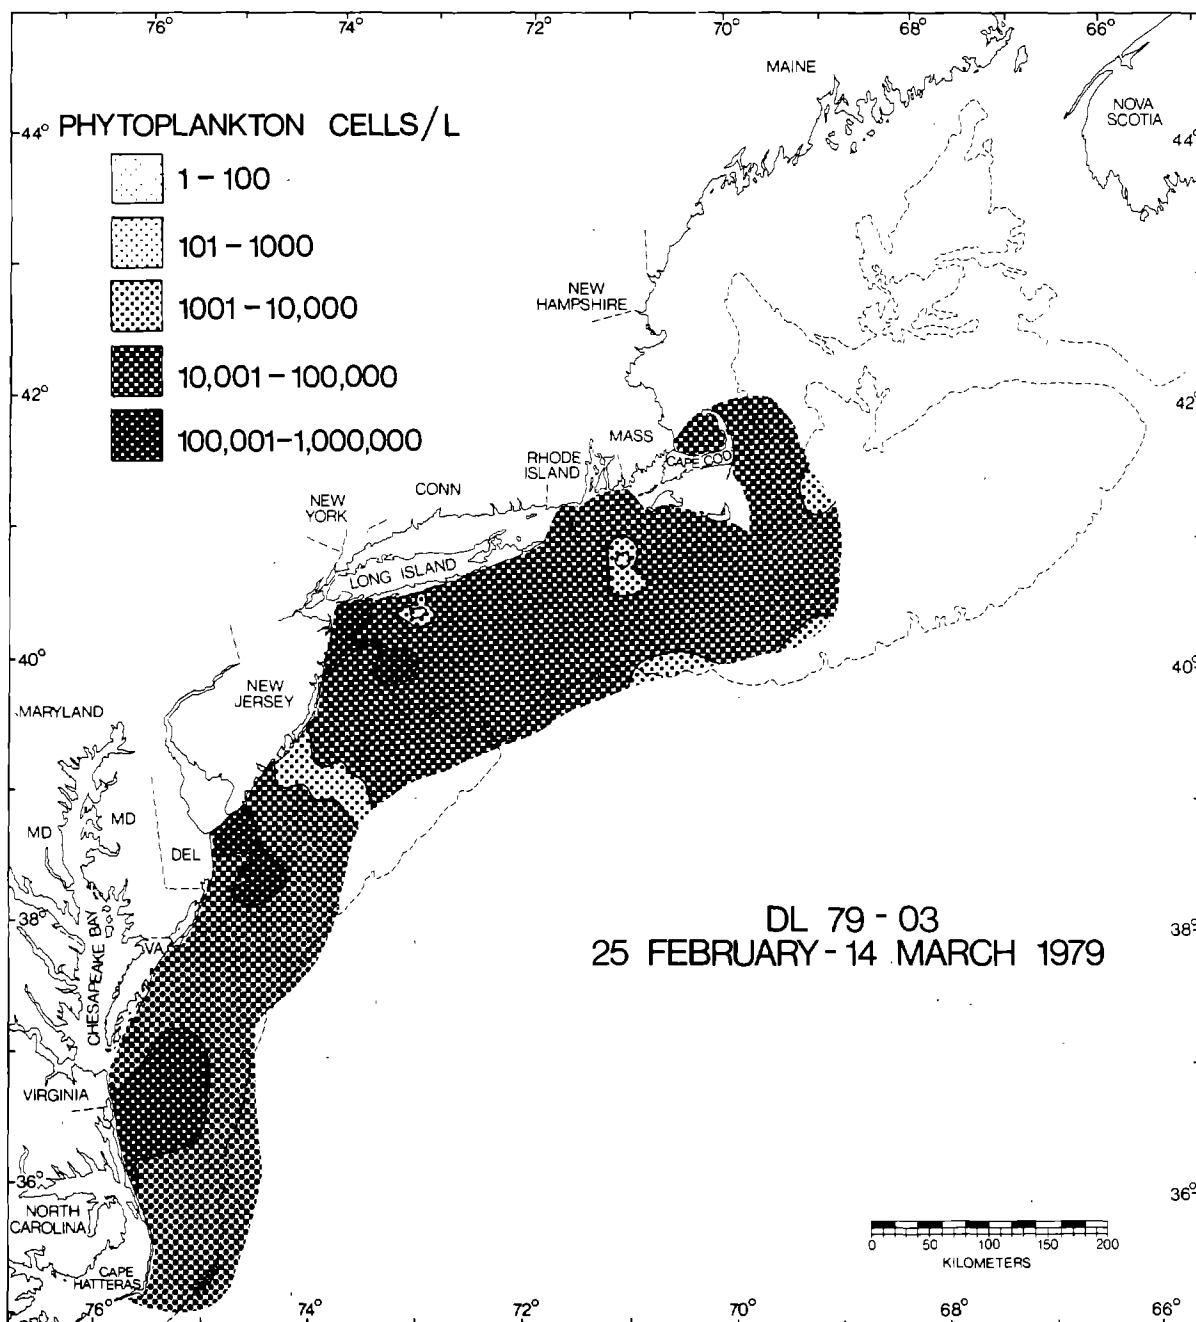 76° 74° 72° 70° 68° 66°
MAINE
NOVA
SCOTIA
44°
44°
PHYTOPLANKTON CELLS/L
1-100
101-1000
1001-10,000
10,001-100,000
100,001-1,000,000
NEW
HAMPSHIRE
42°
42°
MASS
RHODE
ISLAND
CAPE COD
CONN
NEW
YORK
LONG ISLAND
40°
40°
NEW
JERSEY
MARYLAND
MD
MD
DEL
38°
38°
VA
CHESAPEAKE BAY
DL 79-03
25 FEBRUARY-14 MARCH 1979
VIRGINIA
36°
36°
NORTH
CAROLINA
CAPE
HATTERAS
0 50 100 150 200
KILOMETERS
76° 74° 72° 70° 68° 66°